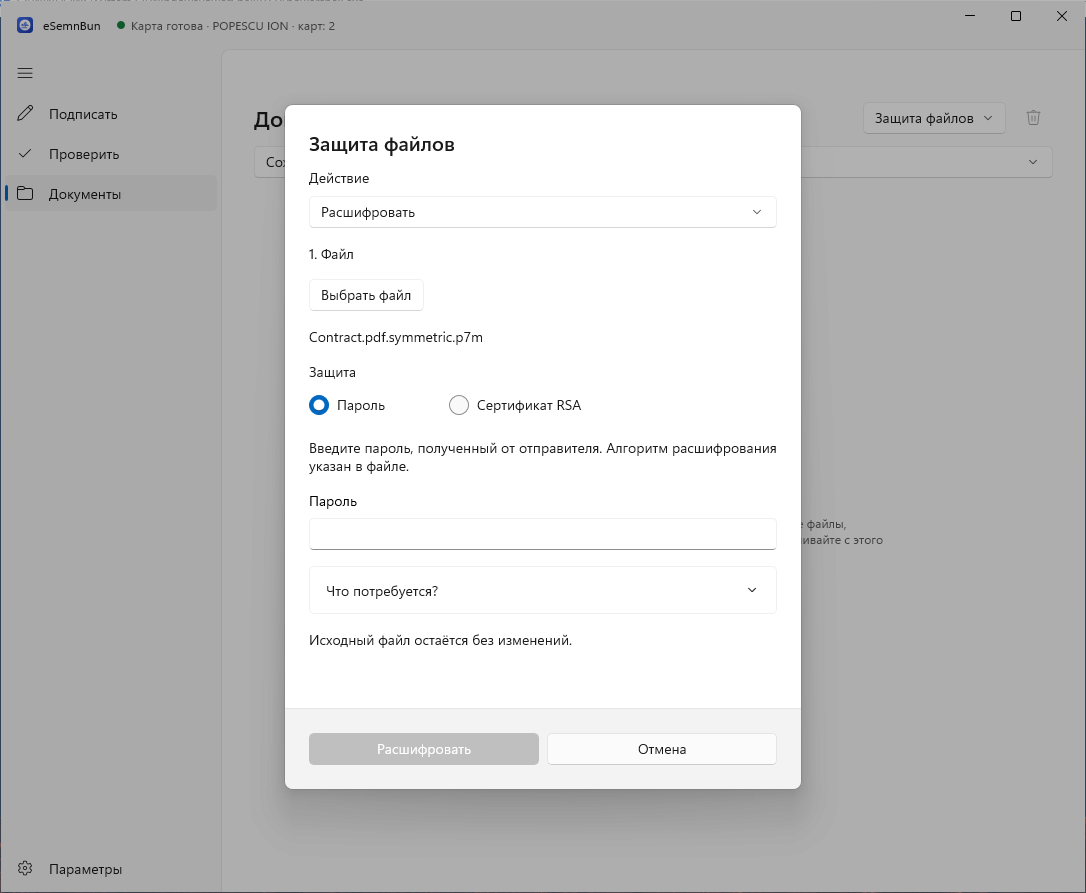 eSemnBun
Карта готова · POPESCU ION · карт: 2
Подписать
Проверить
Документы
Защита файлов
Защита файлов
Действие
Расшифровать
1. Файл
Выбрать файл
Contract.pdf.symmetric.p7m
Защита
Пароль
Сертификат RSA
Введите пароль, полученный от отправителя. Алгоритм расшифрования
указан в файле.
Пароль
файлы,
с этого
Что потребуется?
Исходный файл остаётся без изменений.
Расшифровать
Отмена
Параметры